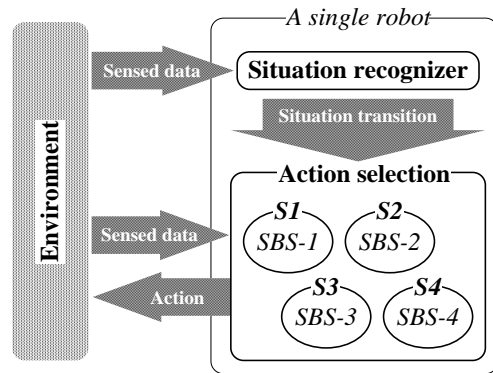 A single robot
Sensed data
Situation recognizer
Situation transition
Environment
Action selection
Sensed data
S1
SBS-1
S2
SBS-2
Action
S3
SBS-3
S4
SBS-4